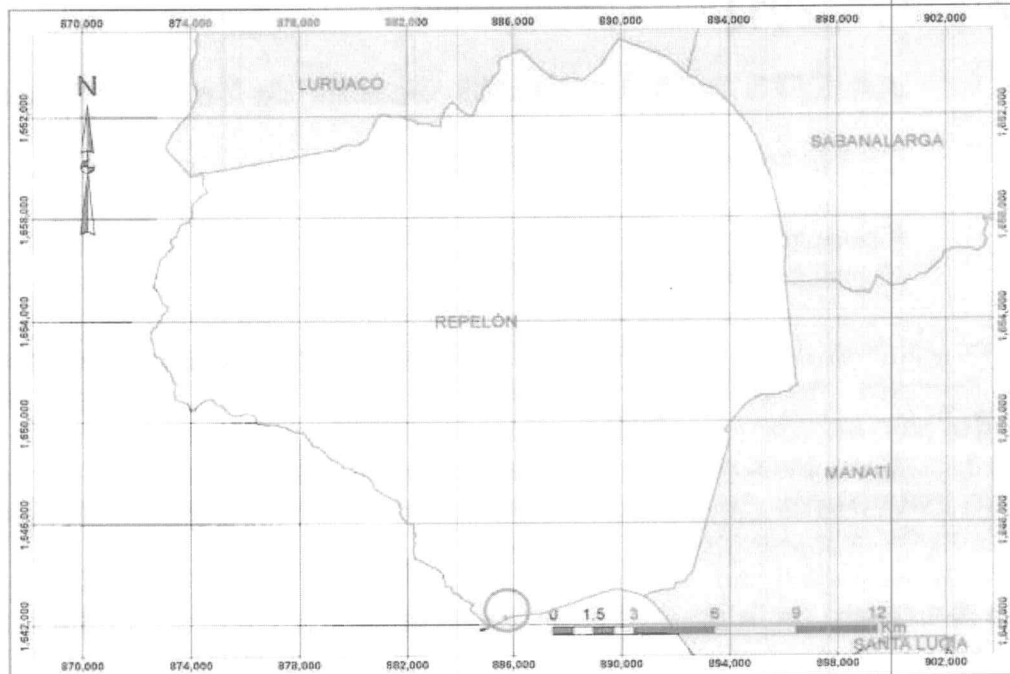 870,000 874,000 878,000 882,000 886,000 890,000 894,000 898,000 902,000
N
LURUACO
1,662,000 1,662,000
SABANALARGA
1,658,000 1,658,000
REPELÓN
1,654,000 1,654,000
1,650,000 1,650,000
MANATÍ
1,646,000 1,646,000
0 1.5 3 6 9 12
Km
1,642,000 1,642,000
SANTA LUCÍA
870,000 874,000 878,000 882,000 886,000 890,000 894,000 898,000 902,000